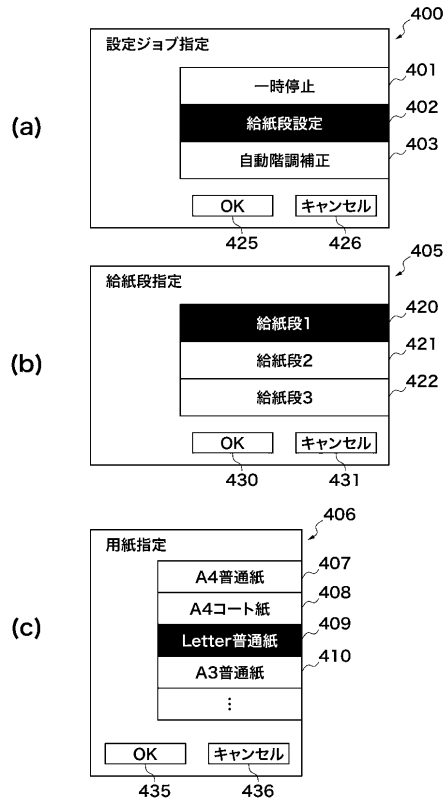 400
設定ジョブ指定
401
一時停止
402
(a)
給紙段設定
403
自動階調補正
OK
キャンセル
425
426
405
給紙段指定
420
給紙段1
421
(b)
給紙段2
422
給紙段3
OK
キャンセル
430
431
406
用紙指定
407
A4普通紙
408
A4コート紙
409
(c)
Letter普通紙
410
A3普通紙
⋮
OK
キャンセル
435
436